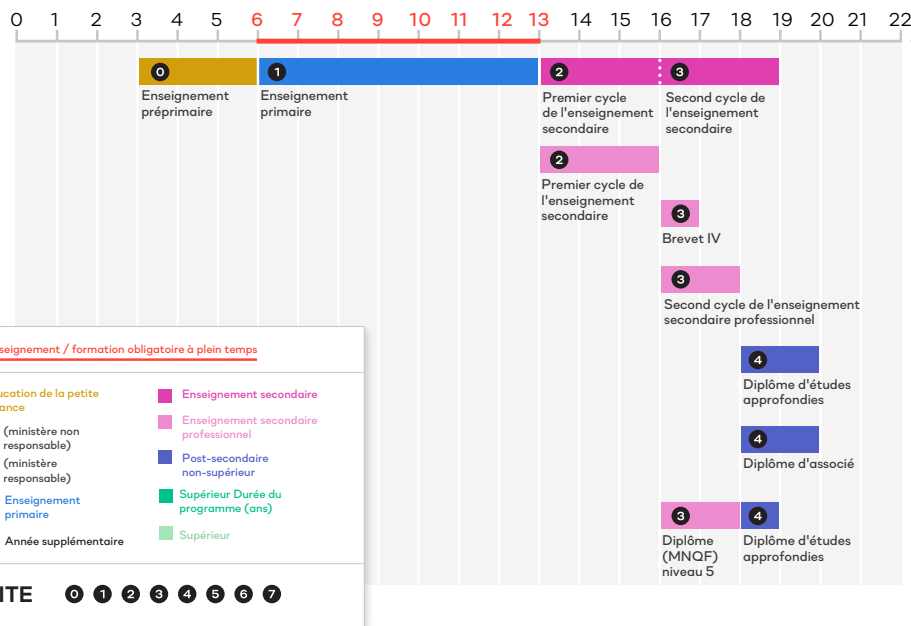 0 1 2 3 4 5 6 7 8 9 10 11 12 13 14 15 16 17 18 19 20 21 22
0
1
2
3
Enseignement
préprimaire
Enseignement
primaire
Premier cycle
de l'enseignement
secondaire
Second cycle de
l'enseignement
secondaire
2
Premier cycle de
l'enseignement
secondaire
3
Brevet IV
3
Second cycle de l'enseignement
secondaire professionnel
4
Diplôme d'études
approfondies
4
Diplôme d'associé
3
4
Diplôme
(MNQF)
niveau 5
Diplôme d'études
approfondies
seignement / formation obligatoire à plein temps
ucation de la petite
ance
(ministère non
responsable)
(ministère
responsable)
Enseignement
primaire
Année supplémentaire
Enseignement secondaire
Enseignement secondaire
professionnel
Post-secondaire
non-supérieur
Supérieur Durée du
programme (ans)
Supérieur
ITE 0 1 2 3 4 5 6 7